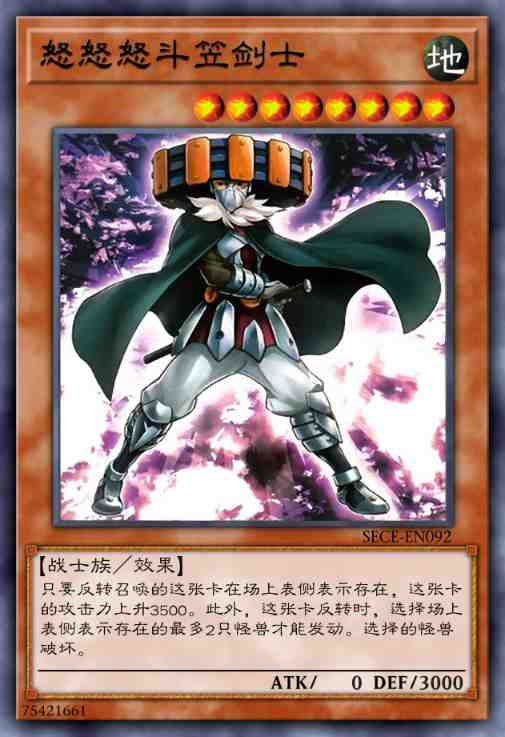 怒怒怒斗笠剑士
地
SECE-EN092
【战士族／效果】
只要反转召唤的这张卡在场上表侧表示存在，这张卡
的攻击力上升3500。此外，这张卡反转时，选择场上
表侧表示存在的最多2只怪兽才能发动。选择的怪兽
破坏。
ATK/ 0 DEF/3000
75421661